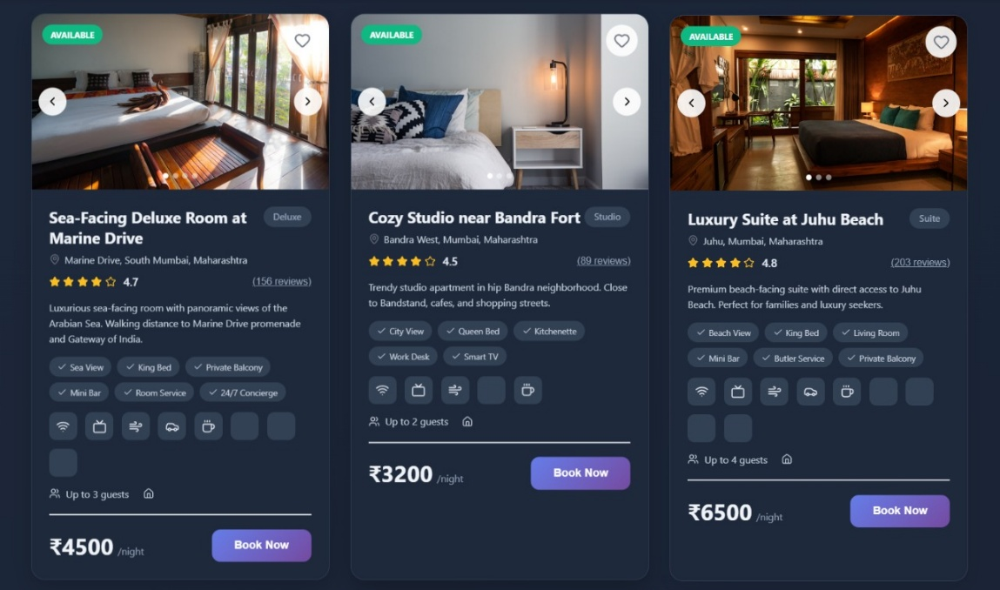 AVAILABLE
Sea-Facing Deluxe Room at
Marine Drive
Deluxe
Marine Drive, South Mumbai, Maharashtra
4.7
(156 reviews)
Luxurious sea-facing room with panoramic views of the
Arabian Sea. Walking distance to Marine Drive promenade
and Gateway of India.
Sea View
King Bed
Private Balcony
Mini Bar
Room Service
24/7 Concierge
Up to 3 guests
₹4500 /night
Book Now
AVAILABLE
Cozy Studio near Bandra Fort
Studio
Bandra West, Mumbai, Maharashtra
4.5
(89 reviews)
Trendy studio apartment in hip Bandra neighborhood. Close
to Bandstand, cafes, and shopping streets.
City View
Queen Bed
Kitchenette
Work Desk
Smart TV
Up to 2 guests
₹3200 /night
Book Now
AVAILABLE
Luxury Suite at Juhu Beach
Suite
Juhu, Mumbai, Maharashtra
4.8
(203 reviews)
Premium beach-facing suite with direct access to Juhu
Beach. Perfect for families and luxury seekers.
Beach View
King Bed
Living Room
Mini Bar
Butler Service
Private Balcony
Up to 4 guests
₹6500 /night
Book Now